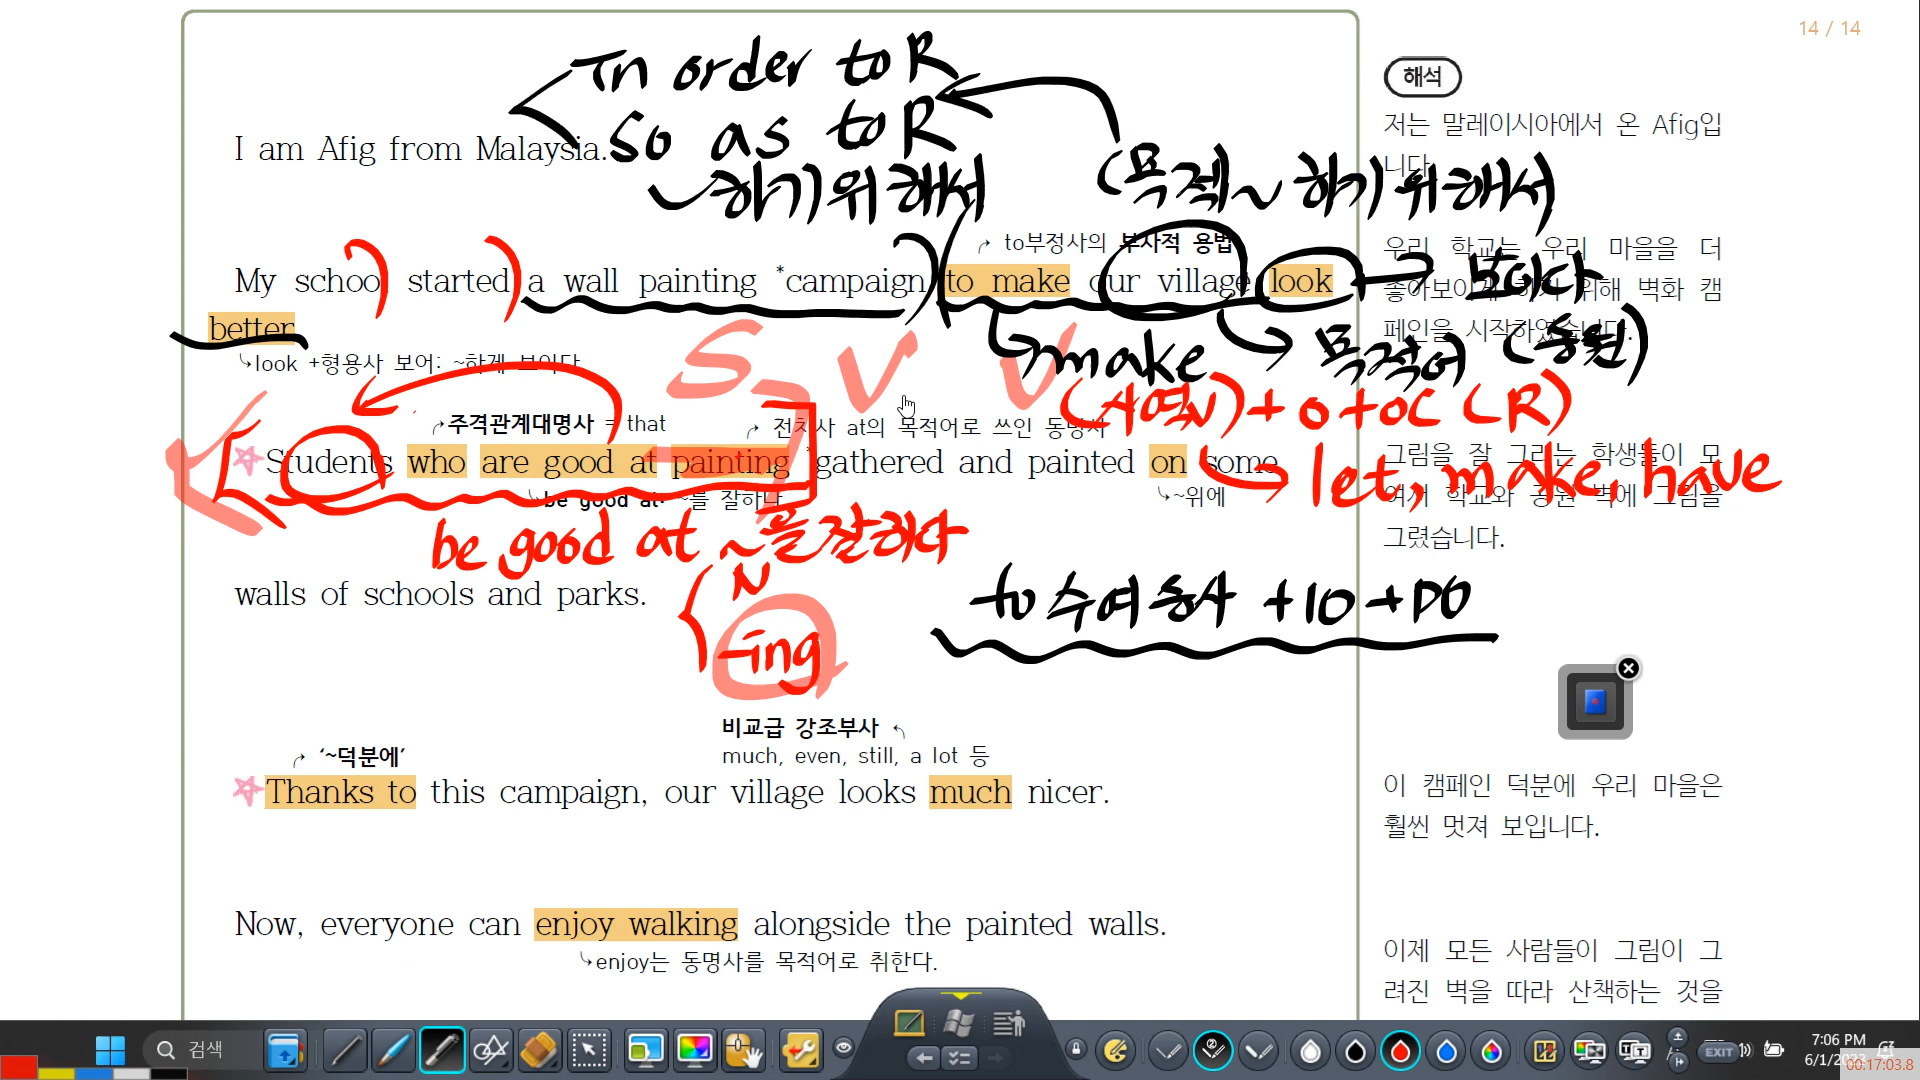 14 / 14
In order to R
해석
I am Afig from Malaysia.
So as to R
저는 말레이시아에서 온 Afig입
니다
~하기 위해서
(목적 ~하기 위해서
to부정사의 부사적 용법
우리 학교는 우리 마을을 더
My school started a wall painting *campaign to make our village look
→ 보이다
좋아보이게 하기 위해 벽화 캠
better
페인을 시작하였습니다.
look +형용사 보어: ~하게 보이다
make
목적어
S V V
(사역V) + O + OC (R)
주격관계대명사 = that
전치사 at의 목적어로 쓰인 동명사
Students who are good at painting *gathered and painted on some
그림을 잘 그리는 학생들이 모
let, make, have
여서 학교와 공원 벽에 그림을
be good at: ~를 잘하다
~위에
그렸습니다.
be good at ~를 잘하다
N
walls of schools and parks.
to 수여동사 + IO + DO
-ing
비교급 강조부사
'~덕분에'
much, even, still, a lot 등
Thanks to this campaign, our village looks much nicer.
이 캠페인 덕분에 우리 마을은
훨씬 멋져 보입니다.
Now, everyone can enjoy walking alongside the painted walls.
enjoy는 동명사를 목적어로 취한다.
이제 모든 사람들이 그림이 그
려진 벽을 따라 산책하는 것을
검색
EXIT
7:06 PM
00:17:03.8